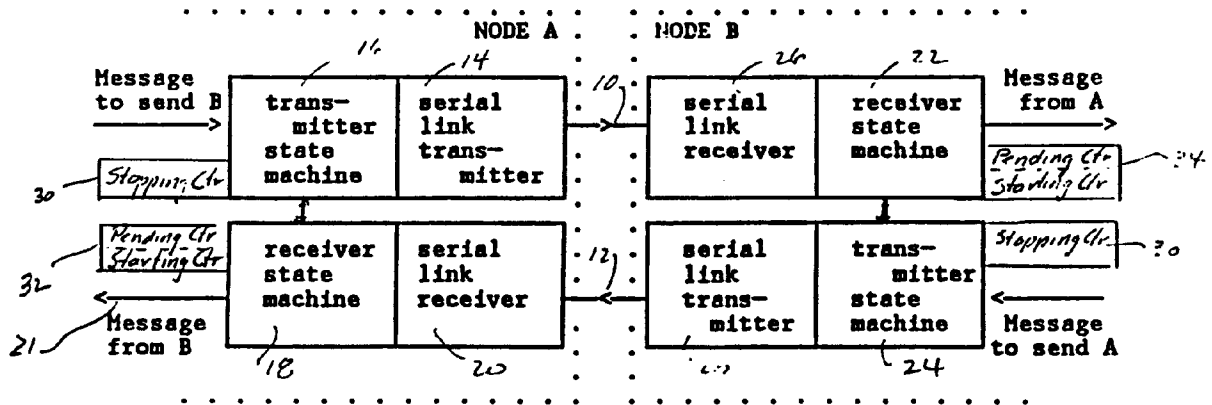 NODE A
NODE B
16
14
10
26
22
Message
to send B
trans-
mitter
state
machine
serial
link
trans-
mitter
serial
link
receiver
receiver
state
machine
Message
from A
30
Stopping Ctr
Pending Ctr
Starting Ctr
34
Pending Ctr
Starting Ctr
32
receiver
state
machine
serial
link
receiver
12
serial
link
trans-
mitter
trans-
mitter
state
machine
Stopping Ctr
30
21
Message
from B
18
20
24
Message
to send A